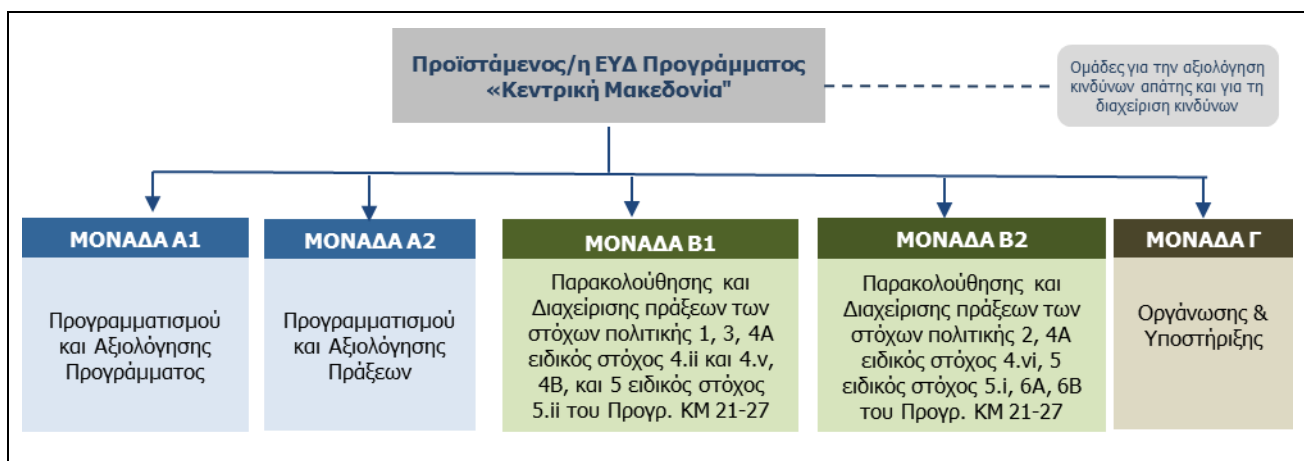 Προϊστάμενος/η ΕΥΔ Προγράμματος
«Κεντρική Μακεδονία"
Ομάδες για την αξιολόγηση
κινδύνων απάτης και για τη
διαχείριση κινδύνων
ΜΟΝΑΔΑ Α1
Προγραμματισμού
και Αξιολόγησης
Προγράμματος
ΜΟΝΑΔΑ Α2
Προγραμματισμού
και Αξιολόγησης
Πράξεων
ΜΟΝΑΔΑ Β1
Παρακολούθησης και
Διαχείρισης πράξεων των
στόχων πολιτικής 1, 3, 4Α
ειδικός στόχος 4.ii και 4.v,
4Β, και 5 ειδικός στόχος
5.ii του Προγρ. ΚΜ 21-27
ΜΟΝΑΔΑ Β2
Παρακολούθησης και
Διαχείρισης πράξεων των
στόχων πολιτικής 2, 4Α
ειδικός στόχος 4.vi, 5
ειδικός στόχος 5.i, 6Α, 6Β
του Προγρ. ΚΜ 21-27
ΜΟΝΑΔΑ Γ
Οργάνωσης &
Υποστήριξης